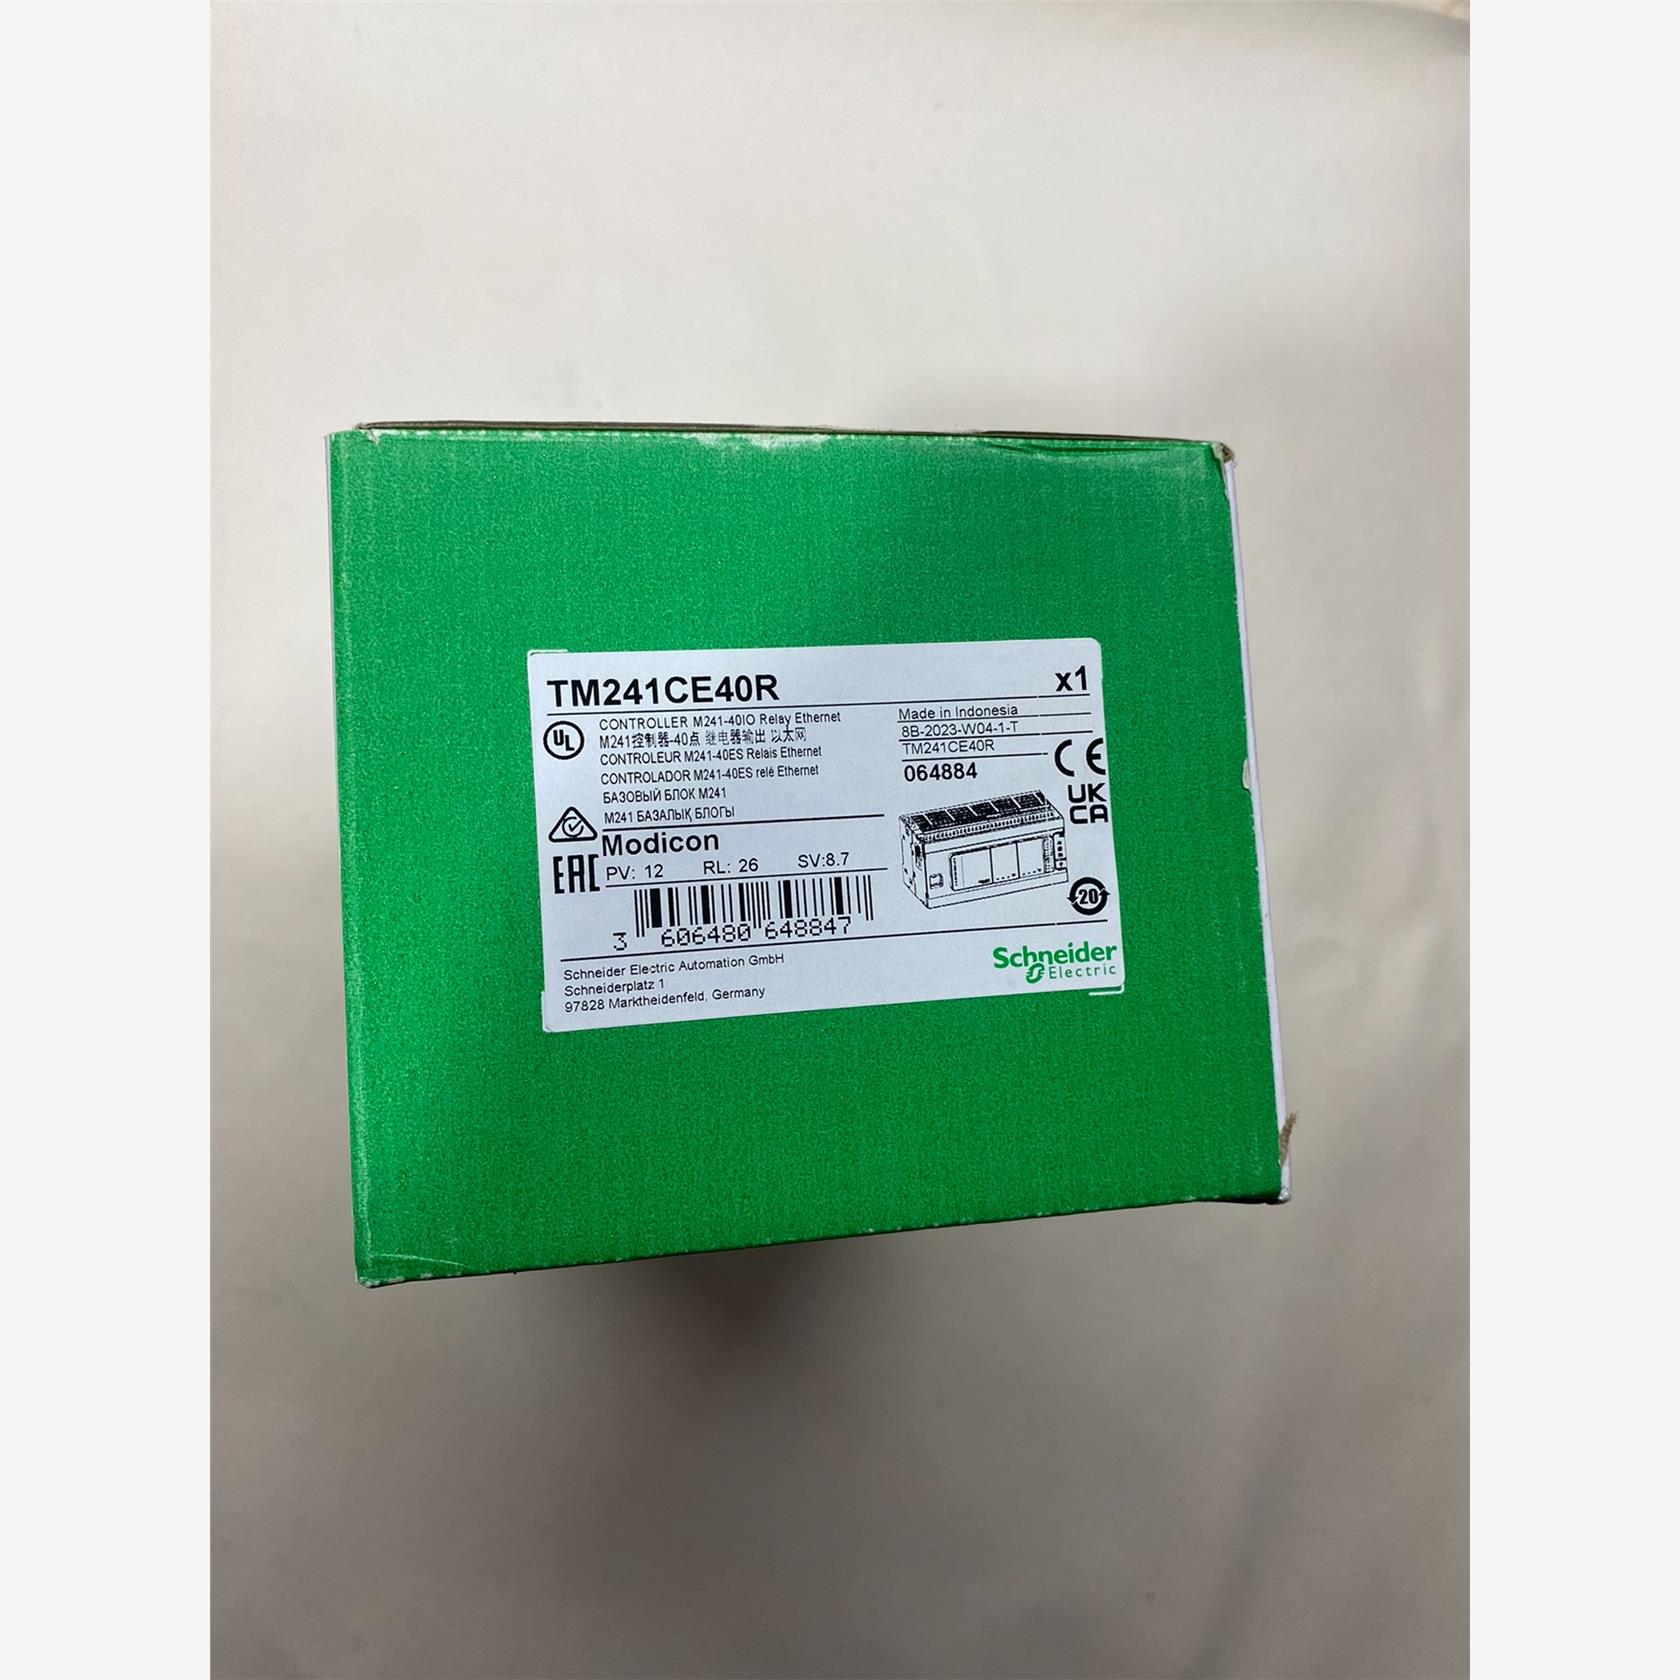 TM241CE40R x1
UL
CONTROLLER M241-40IO Relay Ethernet
M241控制器-40点 继电器输出 以太网
CONTROLEUR M241-40ES Relais Ethernet
CONTROLADOR M241-40ES relé Ethernet
БАЗОВЫЙ БЛОК M241
M241 БАЗАЛЫҚ БЛОГЫ
Made in Indonesia
8B-2023-W04-1-T
TM241CE40R
064884
CE
UK
CA
EAC
Modicon
PV: 12 RL: 26 SV:8.7
20
3 606480 648847
Schneider Electric Automation GmbH
Schneiderplatz 1
97828 Marktheidenfeld, Germany
Schneider
Electric